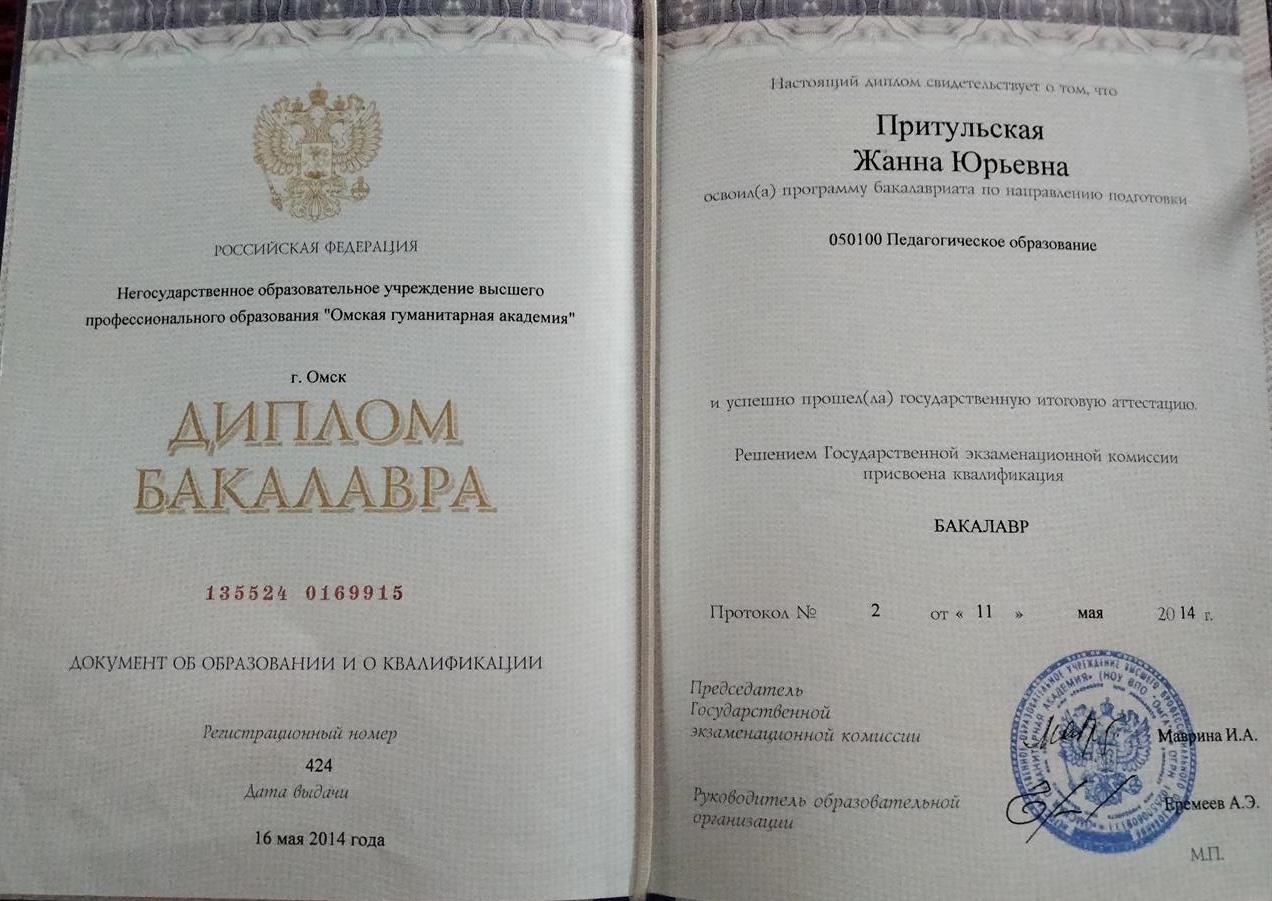 РОССИЙСКАЯ ФЕДЕРАЦИЯ
Негосударственное образовательное учреждение высшего
профессионального образования "Омская гуманитарная академия"
г. Омск
ДИПЛОМ
БАКАЛАВРА
135524 0169915
ДОКУМЕНТ ОБ ОБРАЗОВАНИИ И О КВАЛИФИКАЦИИ
Регистрационный номер
424
Дата выдачи
16 мая 2014 года
Настоящий диплом свидетельствует о том, что
Притульская
Жанна Юрьевна
освоил(а) программу бакалавриата по направлению подготовки
050100 Педагогическое образование
и успешно прошел(ла) государственную итоговую аттестацию.
Решением Государственной экзаменационной комиссии
присвоена квалификация
БАКАЛАВР
Протокол № 2 от « 11 » мая 2014 г.
Председатель
Государственной
экзаменационной комиссии
Маврина И.А.
Руководитель образовательной
организации
Еремеев А.Э.
М.П.